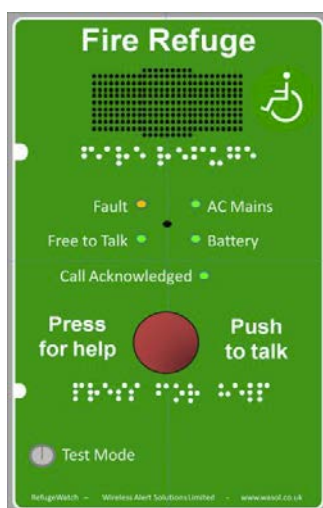 Fire Refuge
Fault
AC Mains
Free to Talk
Battery
Call Acknowledged
Press
for help
Push
to talk
Test Mode
RefugeWatch – Wireless Alert Solutions Limited - www.wasol.co.uk